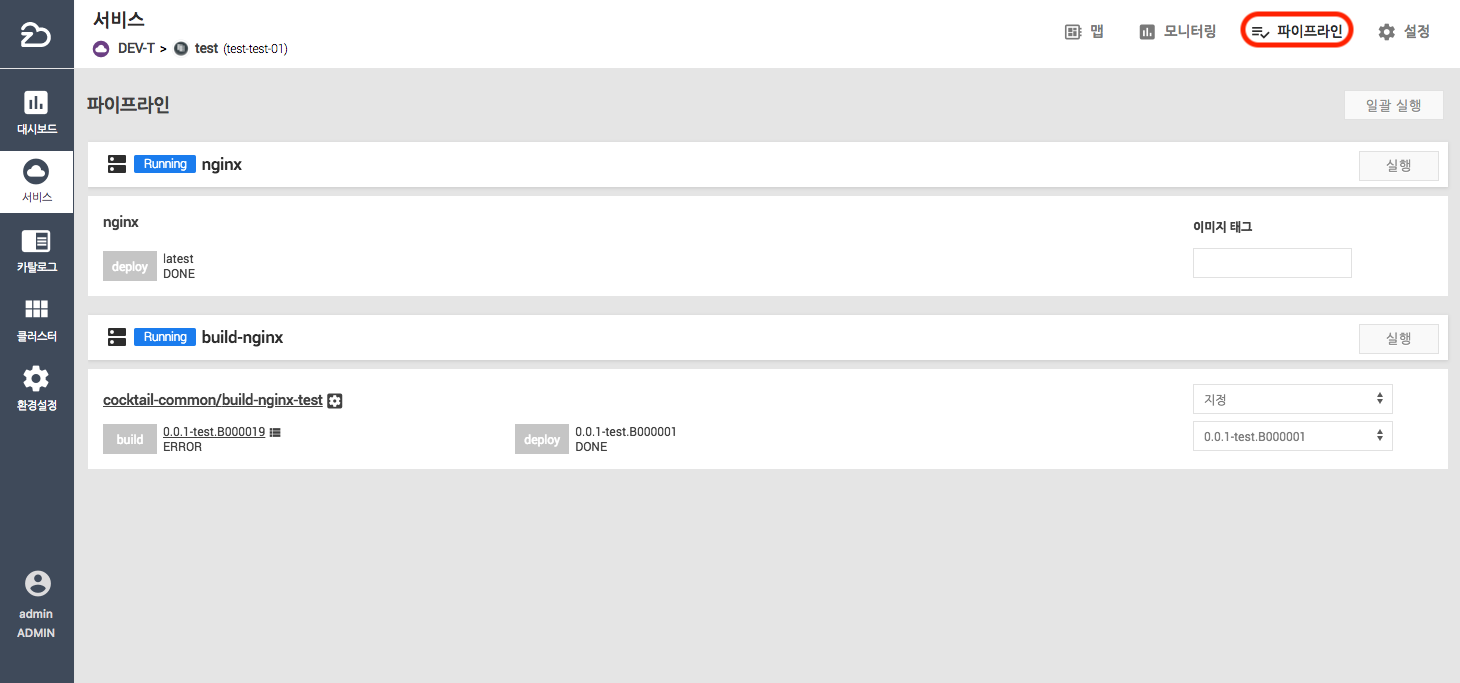 서비스
DEV-T > test (test-test-01)
맵
모니터링
파이프라인
설정
대시보드
서비스
카탈로그
클러스터
환경설정
admin
ADMIN
파이프라인
일괄 실행
Running nginx
실행
nginx
이미지 태그
deploy
latest
DONE
Running build-nginx
실행
cocktail-common/build-nginx-test
지정
build
0.0.1-test.B000019
ERROR
deploy
0.0.1-test.B000001
DONE
0.0.1-test.B000001